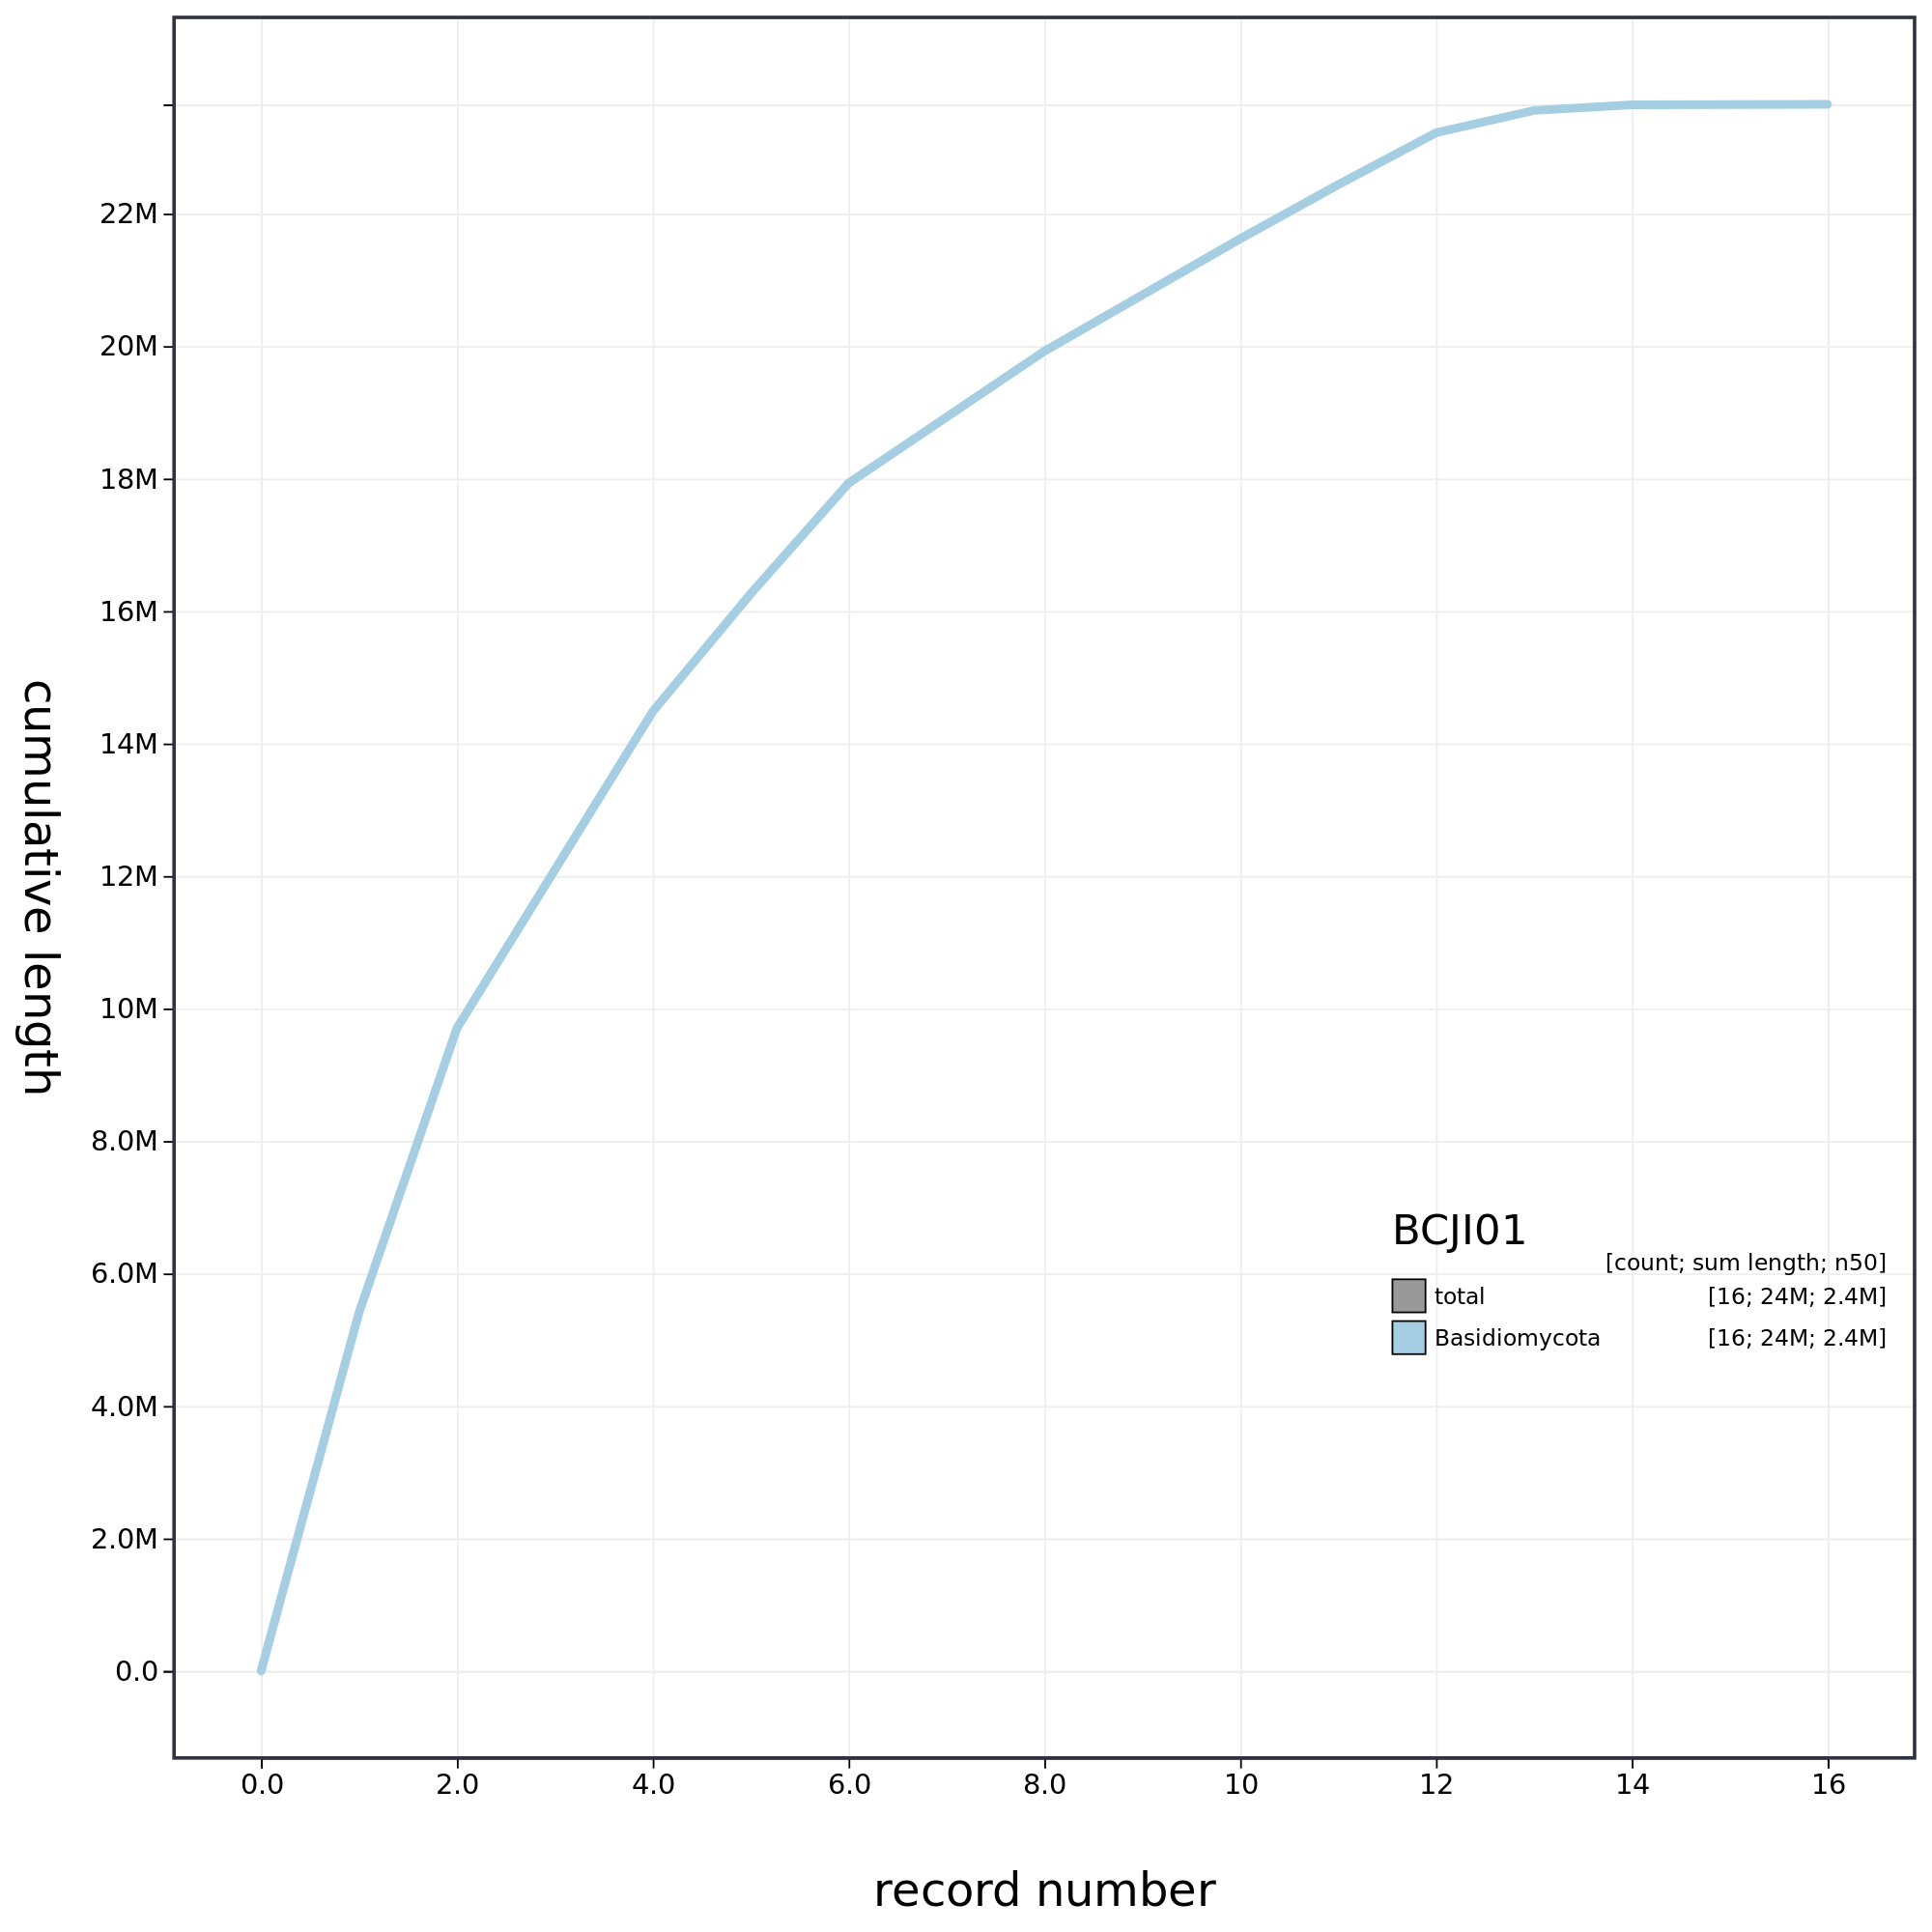 22M
20M
18M
16M
14M
12M
10M
8.0M
6.0M
4.0M
2.0M
0.0
cumulative length
BCJI01
[count; sum length; n50]
total [16; 24M; 2.4M]
Basidiomycota [16; 24M; 2.4M]
0.0 2.0 4.0 6.0 8.0 10 12 14 16
record number